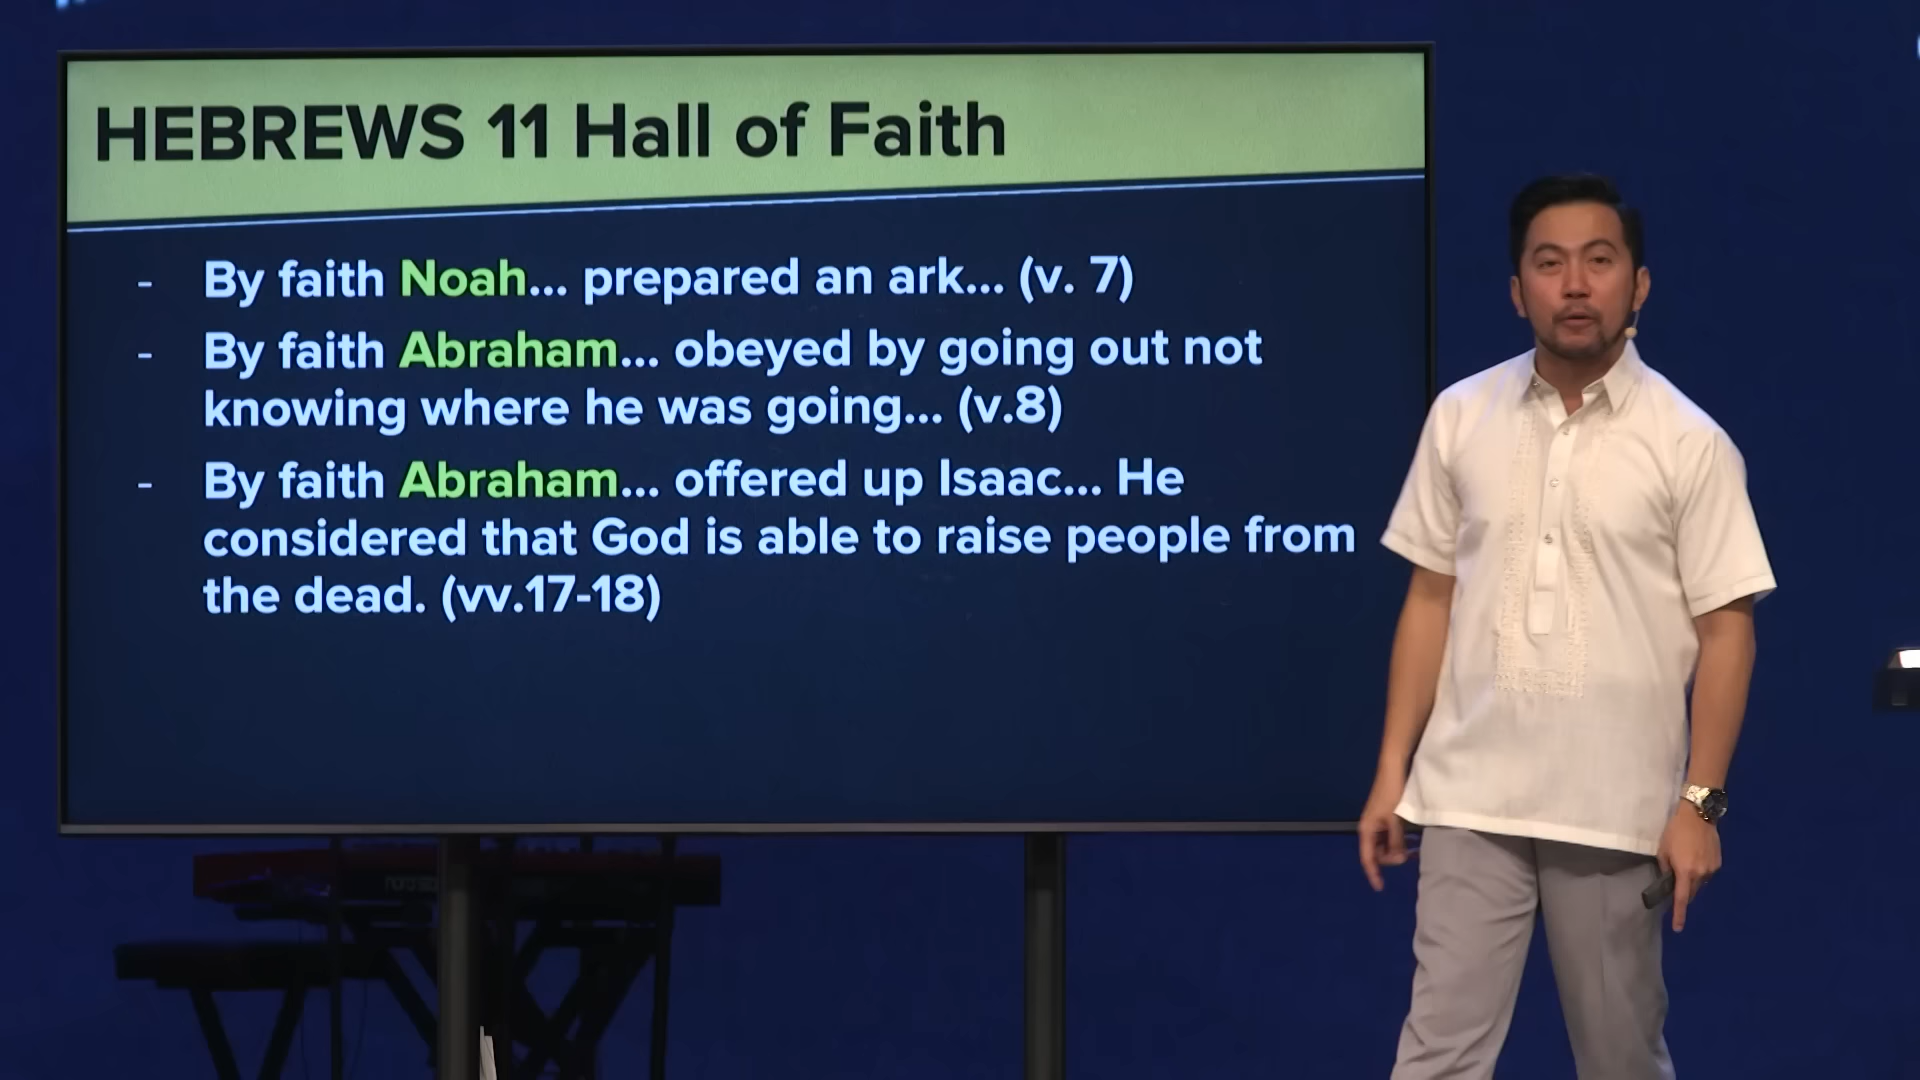 HEBREWS 11 Hall of Faith
- By faith Noah... prepared an ark... (v. 7)
- By faith Abraham... obeyed by going out not
knowing where he was going... (v.8)
- By faith Abraham... offered up Isaac... He
considered that God is able to raise people from
the dead. (vv.17-18)